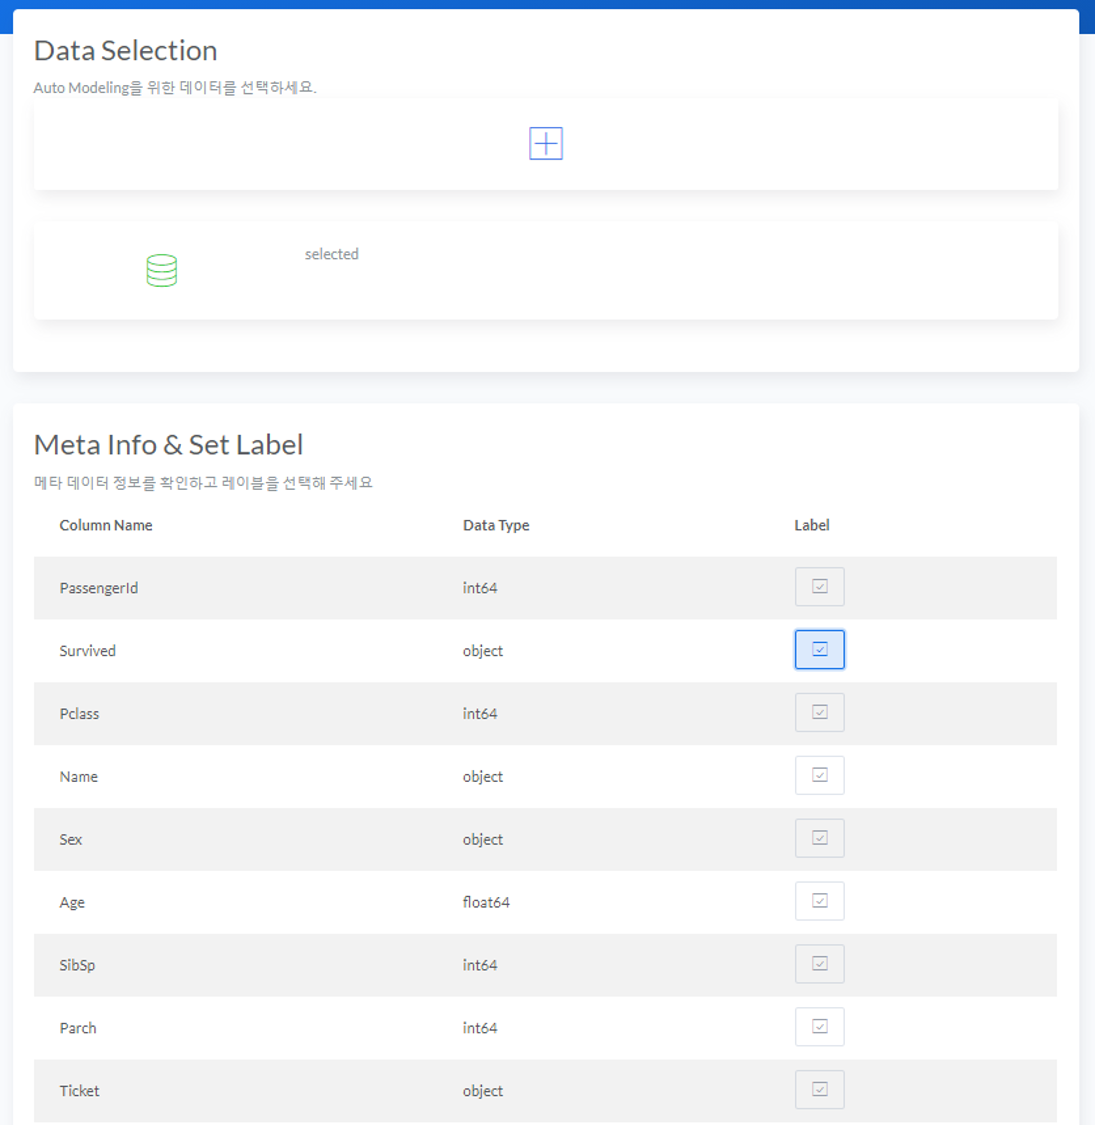 Data Selection
Auto Modeling을 위한 데이터를 선택하세요.
selected
Meta Info & Set Label
메타 데이터 정보를 확인하고 레이블을 선택해 주세요
Column Name Data Type Label
PassengerId int64
Survived object
Pclass int64
Name object
Sex object
Age float64
SibSp int64
Parch int64
Ticket object